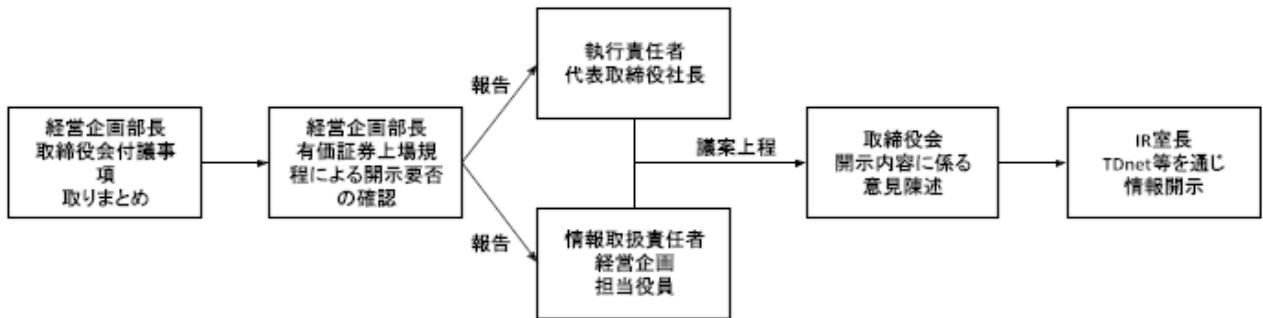 経営企画部長
取締役会付議事
項
取りまとめ
経営企画部長
有価証券上場規
程による開示要否
の確認
報告
報告
執行責任者
代表取締役社長
情報取扱責任者
経営企画
担当役員
議案上程
取締役会
開示内容に係る
意見陳述
IR室長
TDnet等を通じ
情報開示